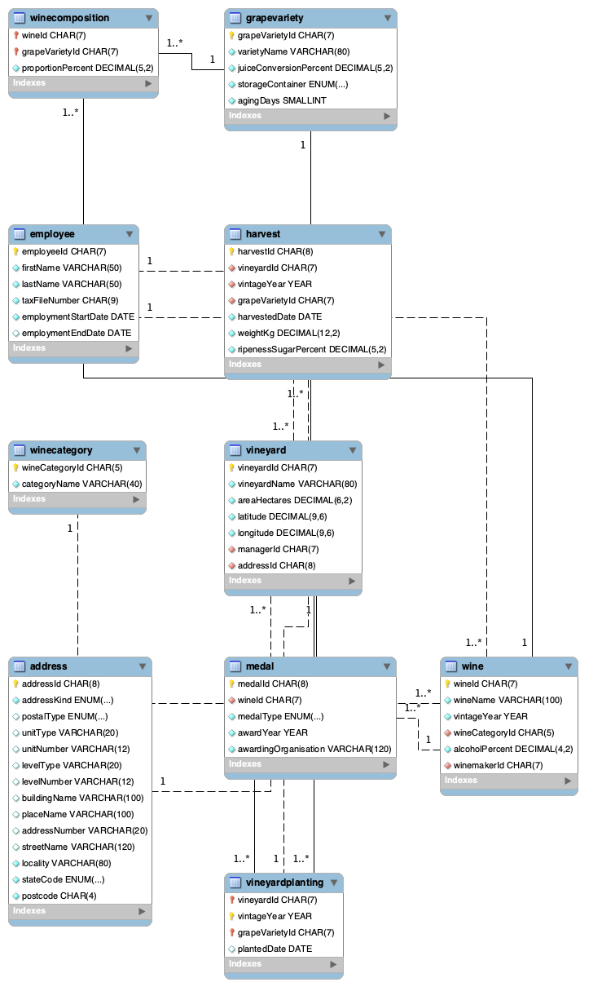 winecomposition
wineId CHAR(7)
grapeVarietyId CHAR(7)
proportionPercent DECIMAL(5,2)
Indexes
1..*
1
1..*
grapevariety
grapeVarietyId CHAR(7)
varietyName VARCHAR(80)
juiceConversionPercent DECIMAL(5,2)
storageContainer ENUM(...)
agingDays SMALLINT
Indexes
1
employee
employeeId CHAR(7)
firstName VARCHAR(50)
lastName VARCHAR(50)
taxFileNumber CHAR(9)
employmentStartDate DATE
employmentEndDate DATE
Indexes
1
1
harvest
harvestId CHAR(8)
vineyardId CHAR(7)
vintageYear YEAR
grapeVarietyId CHAR(7)
harvestedDate DATE
weightKg DECIMAL(12,2)
ripenessSugarPercent DECIMAL(5,2)
Indexes
1..*
1..*
winecategory
wineCategoryId CHAR(5)
categoryName VARCHAR(40)
Indexes
1
vineyard
vineyardId CHAR(7)
vineyardName VARCHAR(80)
areaHectares DECIMAL(6,2)
latitude DECIMAL(9,6)
longitude DECIMAL(9,6)
managerId CHAR(7)
addressId CHAR(8)
Indexes
1..*
1
1..*
1
address
addressId CHAR(8)
addressKind ENUM(...)
postalType ENUM(...)
unitType VARCHAR(20)
unitNumber VARCHAR(12)
levelType VARCHAR(20)
levelNumber VARCHAR(12)
buildingName VARCHAR(100)
placeName VARCHAR(100)
addressNumber VARCHAR(20)
streetName VARCHAR(120)
locality VARCHAR(80)
stateCode ENUM(...)
postcode CHAR(4)
Indexes
1
medal
medalId CHAR(8)
wineId CHAR(7)
medalType ENUM(...)
awardYear YEAR
awardingOrganisation VARCHAR(120)
Indexes
1..*
1..*
1
wine
wineId CHAR(7)
wineName VARCHAR(100)
vintageYear YEAR
wineCategoryId CHAR(5)
alcoholPercent DECIMAL(4,2)
winemakerId CHAR(7)
Indexes
1..*
1
1..*
vineyardplanting
vineyardId CHAR(7)
vintageYear YEAR
grapeVarietyId CHAR(7)
plantedDate DATE
Indexes